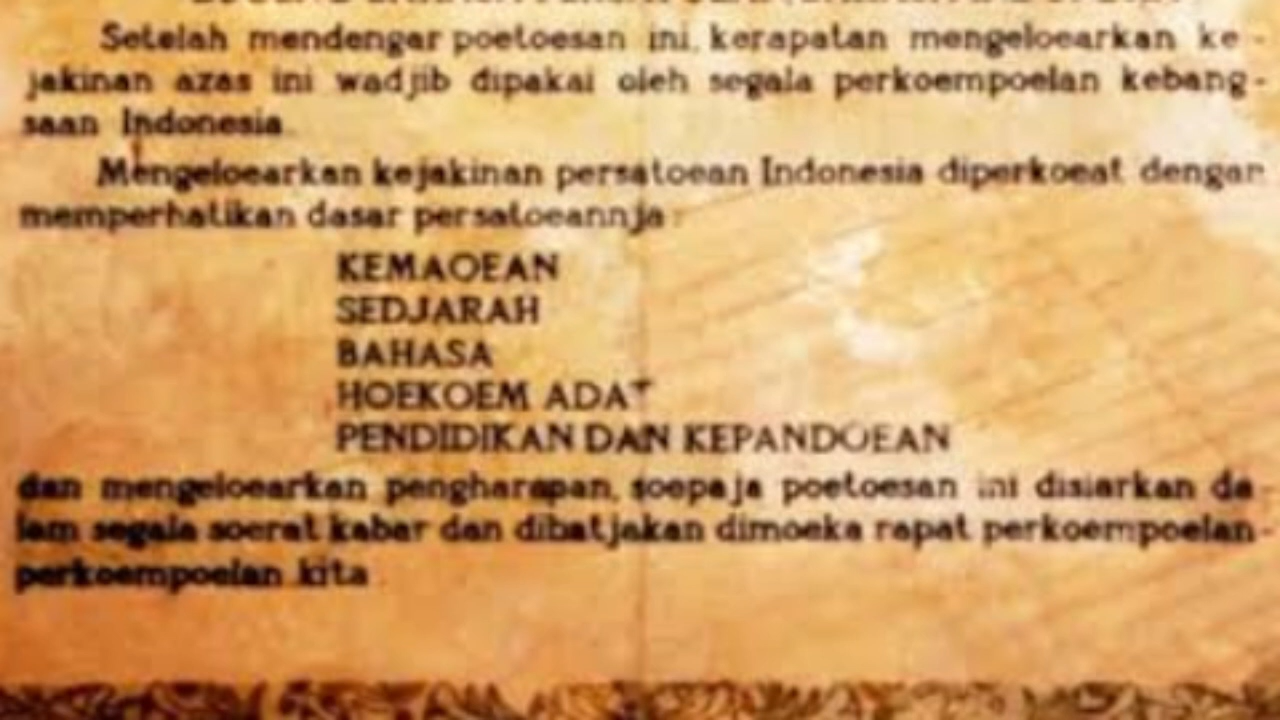 Setelah mendengar poetoesan ini, kerapatan mengeloearkan ke-
jakinan azas ini wadjib dipakai oleh segala perkoempoelan kebang-
saan Indonesia.
Mengeloearkan kejakinan persatoean Indonesia diperkoeat dengan
memperhatikan dasar persatoeannja:
KEMAOEAN
SEDJARAH
BAHASA
HOEKOEM ADAT
PENDIDIKAN DAN KEPANDOEAN
dan mengeloearkan pengharapan, soepaja poetoesan ini disiarkan da-
lam segala soerat kabar dan dibatjakan dimoeka rapat perkoempoelan-
perkoempoelan kita